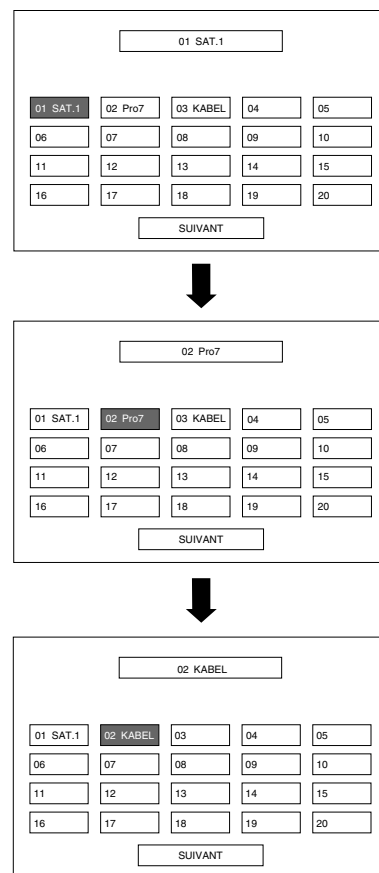 01 SAT.1
01 SAT.1 02 Pro7 03 KABEL 04 05
06 07 08 09 10
11 12 13 14 15
16 17 18 19 20
SUIVANT
02 Pro7
01 SAT.1 02 Pro7 03 KABEL 04 05
06 07 08 09 10
11 12 13 14 15
16 17 18 19 20
SUIVANT
02 KABEL
01 SAT.1 02 KABEL 03 04 05
06 07 08 09 10
11 12 13 14 15
16 17 18 19 20
SUIVANT